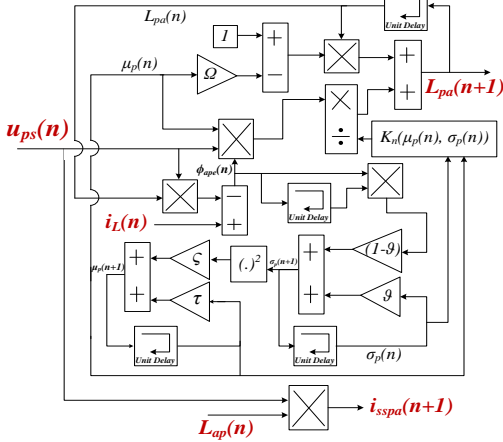 L_pa(n)
Unit Delay
1
+
−
+
+
μ_p(n)
Ω
L_pa(n+1)
u_ps(n)
÷
K_n(μ_p(n), σ_p(n))
ϕ_ape(n)
−
+
Unit Delay
i_L(n)
(1-ϑ)
μ_p(n+1)
+
+
ς
(.)²
σ_p(n+1)
+
+
τ
ϑ
Unit Delay
Unit Delay
σ_p(n)
i_sspa(n+1)
L_ap(n)